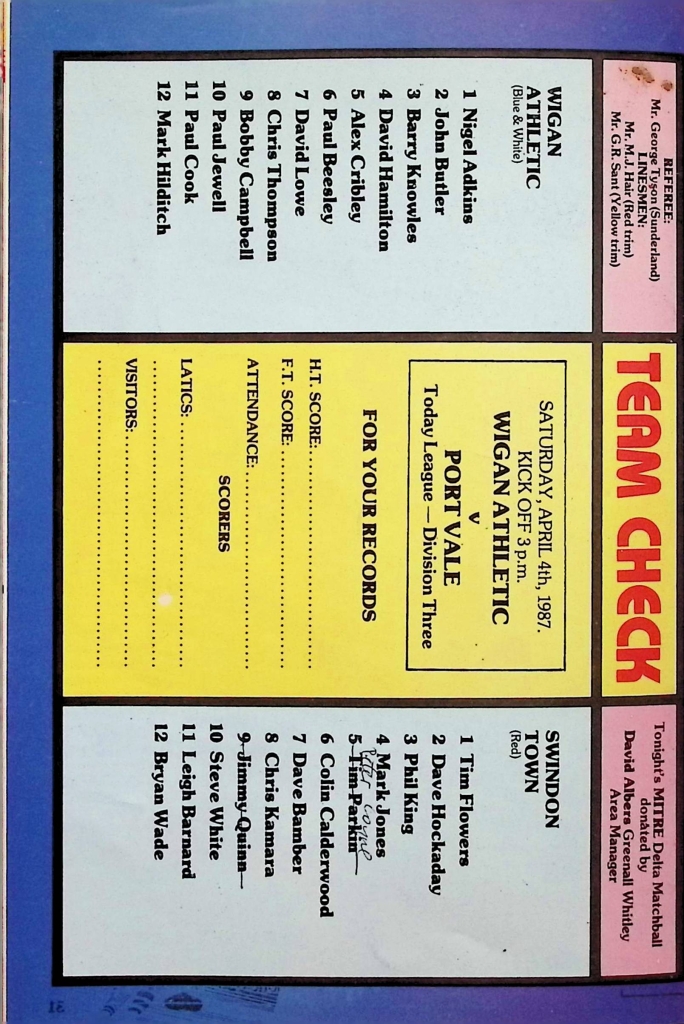 REFEREE:
Mr. George Tyson (Sunderland)
LINESMEN:
Mr. M.J. Hair (Red trim)
Mr. G.R. Sant (Yellow trim)
TEAM CHECK
Tonight's MITRE Delta Matchball
donated by
David Albera Greenall Whitley
Area Manager
WIGAN
ATHLETIC
(Blue & White)
1 Nigel Adkins
2 John Butler
3 Barry Knowles
4 David Hamilton
5 Alex Cribley
6 Paul Beesley
7 David Lowe
8 Chris Thompson
9 Bobby Campbell
10 Paul Jewell
11 Paul Cook
12 Mark Hilditch
SATURDAY, APRIL 4th, 1987.
KICK OFF 3 p.m.
WIGAN ATHLETIC
v
PORT VALE
Today League — Division Three
FOR YOUR RECORDS
H.T. SCORE:
F.T. SCORE:
ATTENDANCE:
SCORERS
LATICS:
VISITORS:
SWINDON
TOWN
(Red)
1 Tim Flowers
2 Dave Hockaday
3 Phil King
4 Mark Jones
Peter Coyne
5 Tim Parkin
6 Colin Calderwood
7 Dave Bamber
8 Chris Kamara
9 Jimmy Quinn
10 Steve White
11 Leigh Barnard
12 Bryan Wade
31